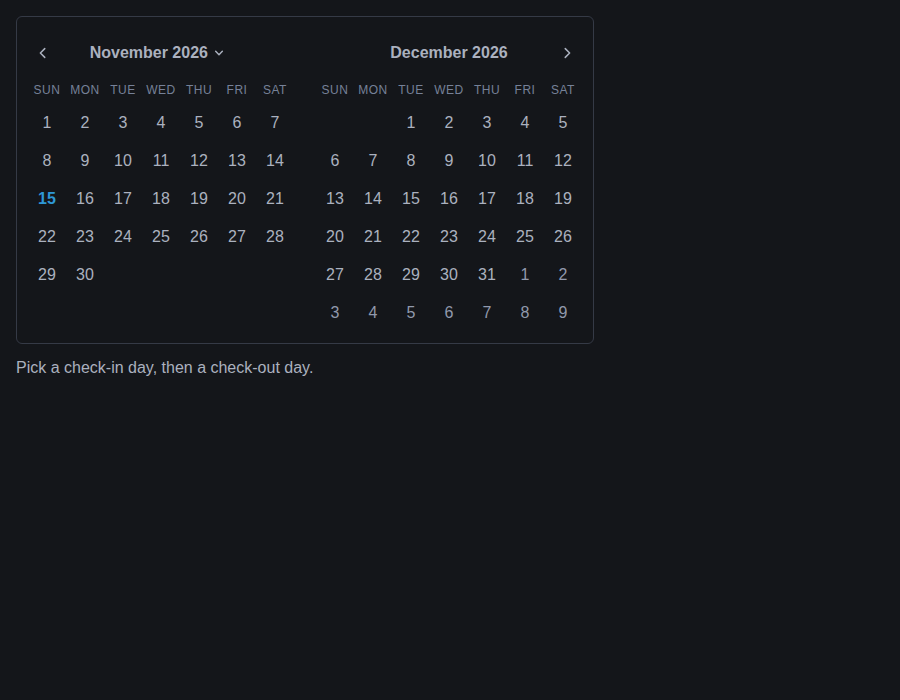 November 2026
SUN MON TUE WED THU FRI SAT
1 2 3 4 5 6 7
8 9 10 11 12 13 14
15 16 17 18 19 20 21
22 23 24 25 26 27 28
29 30
December 2026
SUN MON TUE WED THU FRI SAT
1 2 3 4 5
6 7 8 9 10 11 12
13 14 15 16 17 18 19
20 21 22 23 24 25 26
27 28 29 30 31 1 2
3 4 5 6 7 8 9
Pick a check-in day, then a check-out day.